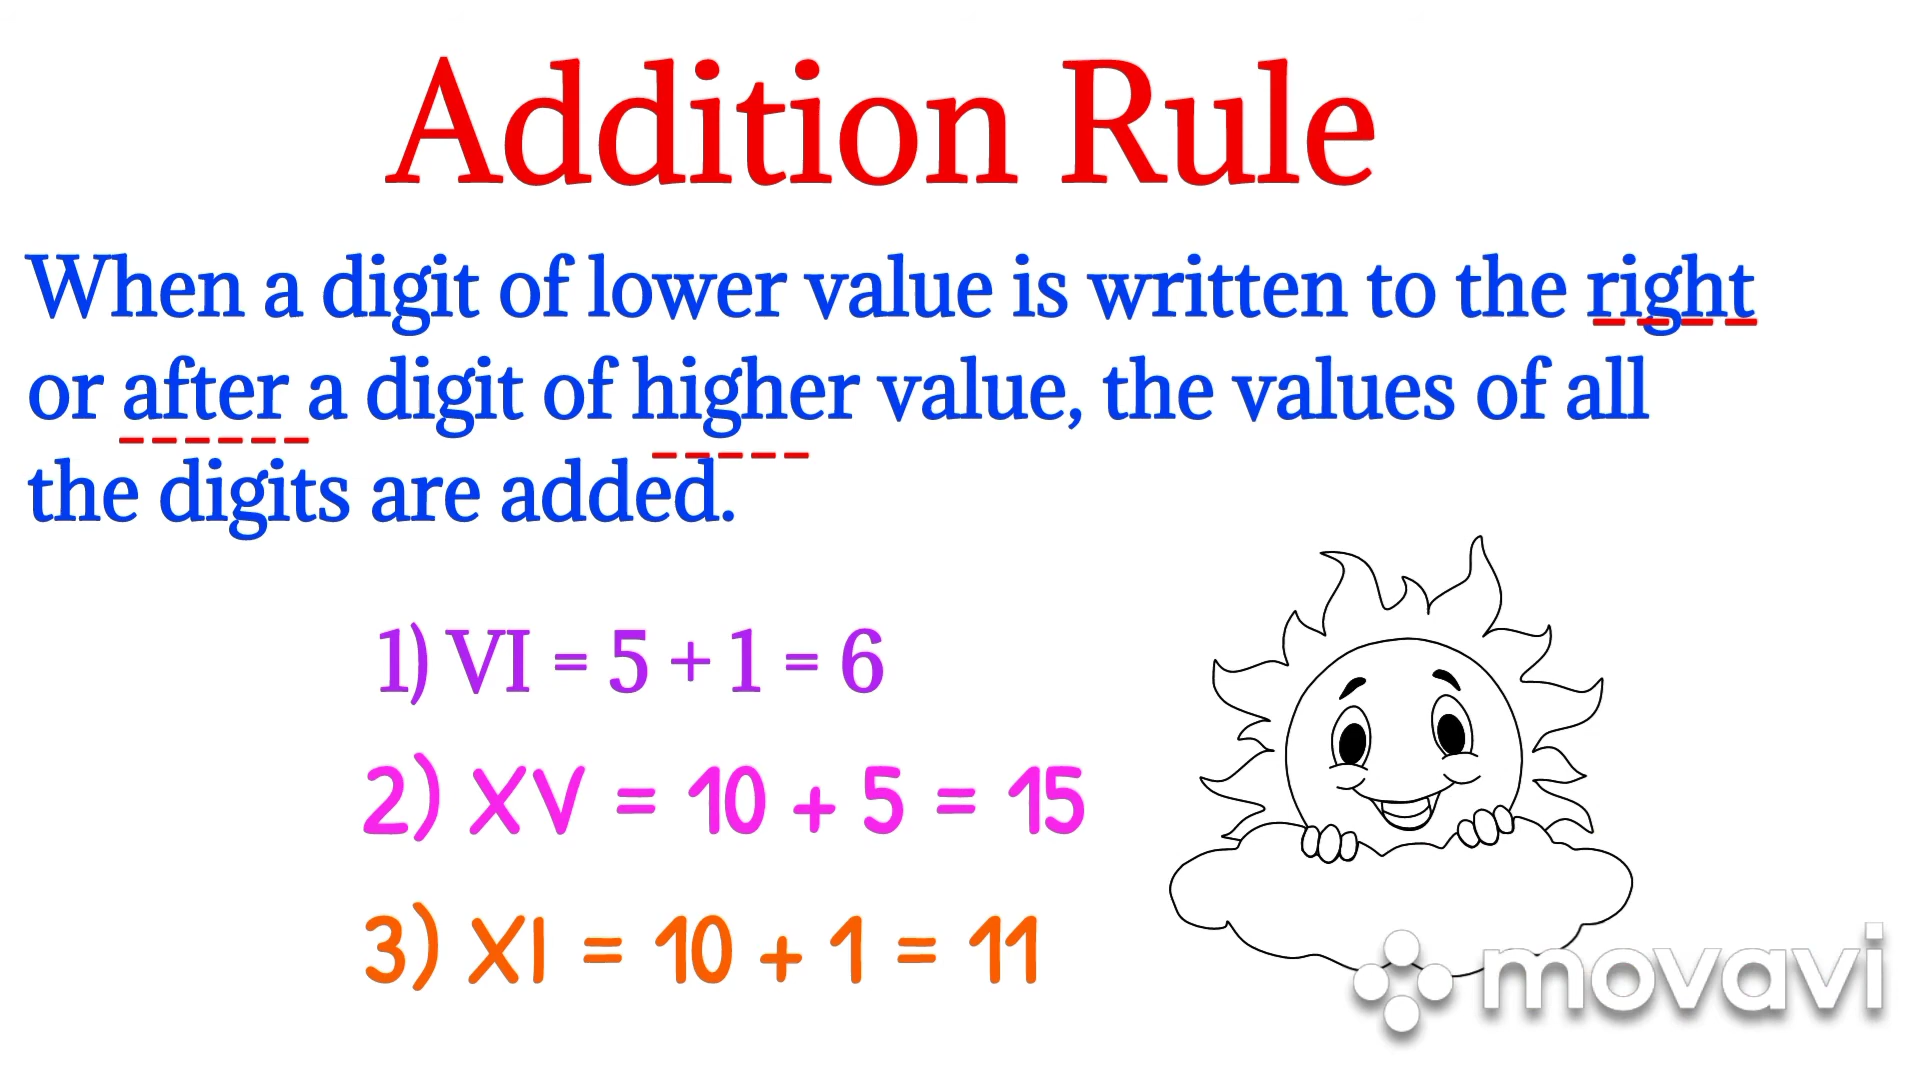 Addition Rule
When a digit of lower value is written to the right
or after a digit of higher value, the values of all
the digits are added.
1) VI = 5 + 1 = 6
2) XV = 10 + 5 = 15
3) XI = 10 + 1 = 11
movavi